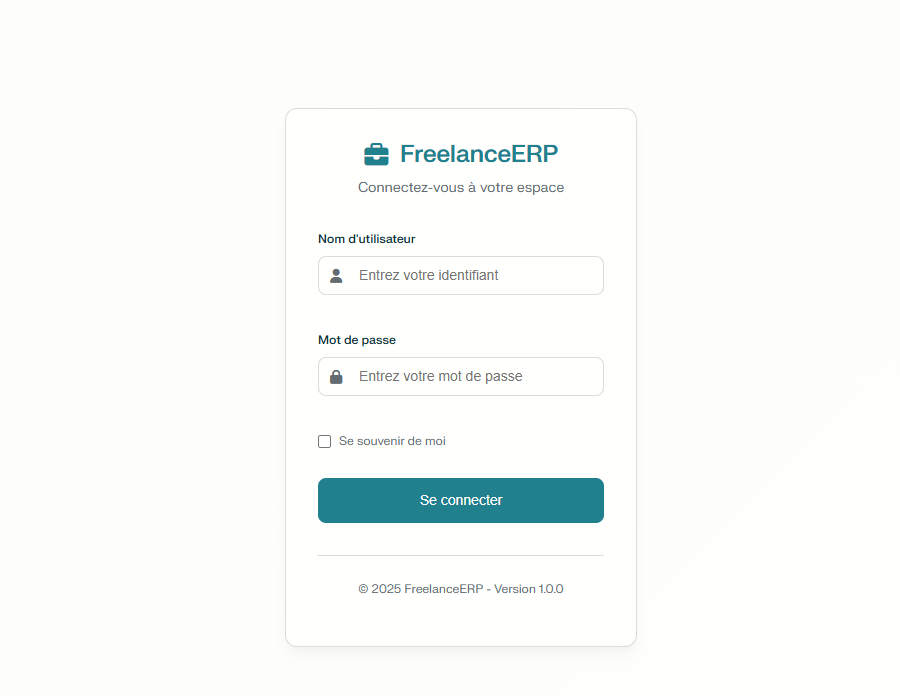 FreelanceERP
Connectez-vous à votre espace
Nom d'utilisateur
Entrez votre identifiant
Mot de passe
Entrez votre mot de passe
Se souvenir de moi
Se connecter
© 2025 FreelanceERP - Version 1.0.0